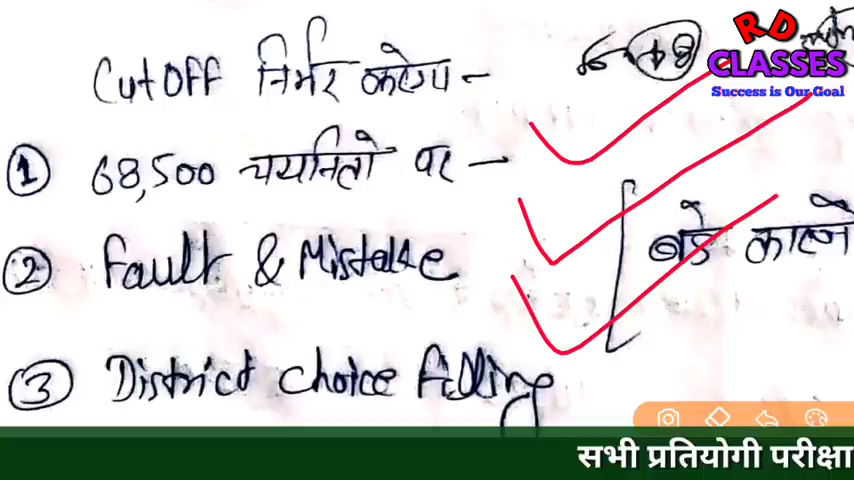 RD
CLASSES
Success is Our Goal
CutOFF निर्भर करेगा -
① 68,500 चयनितो पर -
② Fault & Mistake
बडे
③ District choice filling
सभी प्रतियोगी परीक्षा